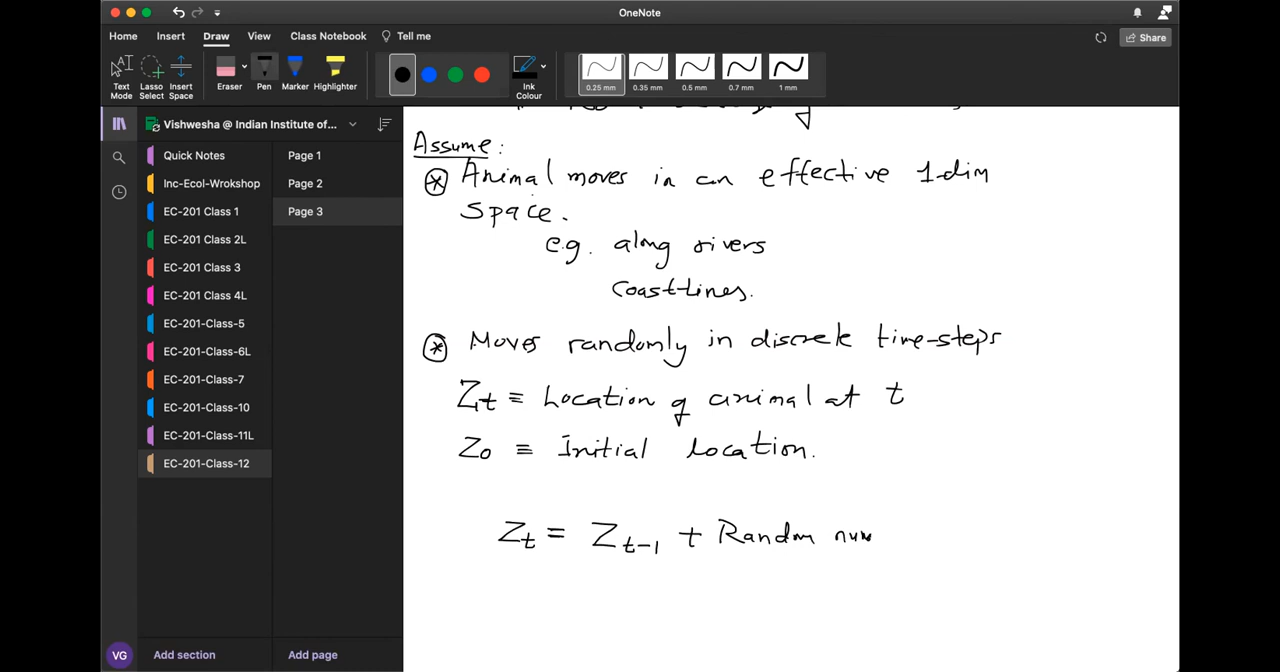 OneNote
Home Insert Draw View Class Notebook Tell me
Share
Text Mode
Lasso Select
Insert Space
Eraser
Pen
Marker
Highlighter
Ink Colour
0.25 mm
0.35 mm
0.5 mm
0.7 mm
1 mm
Vishwesha @ Indian Institute of...
Quick Notes
Inc-Ecol-Wrokshop
EC-201 Class 1
EC-201 Class 2L
EC-201 Class 3
EC-201 Class 4L
EC-201-Class-5
EC-201-Class-6L
EC-201-Class-7
EC-201-Class-10
EC-201-Class-11L
EC-201-Class-12
Page 1
Page 2
Page 3
VG
Add section
Add page
Assume:
* Animal moves in an effective 1-dim
space.
e.g. along rivers
Coastlines.
* Moves randomly in discrete time-steps
Zt ≡ Location of animal at t
Z0 ≡ Initial location.
Zt = Zt-1 + Random num